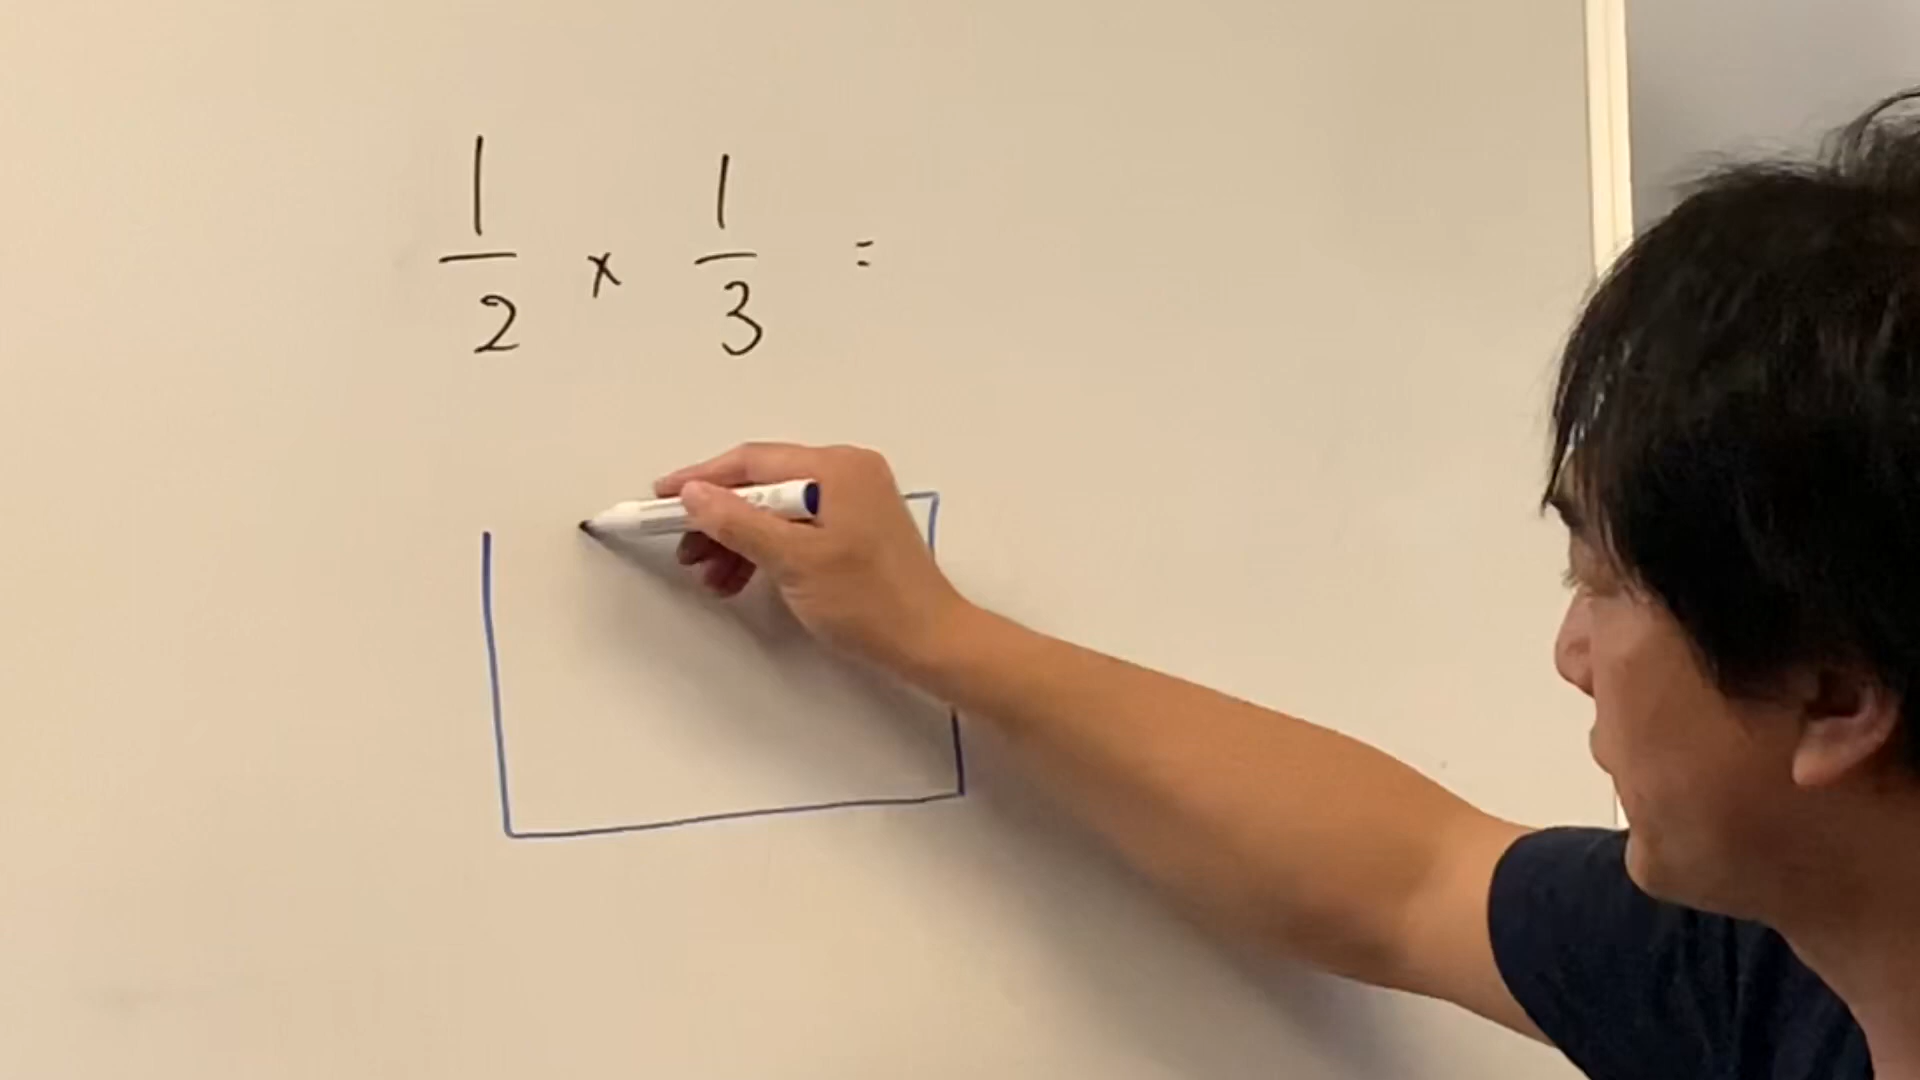 1/2 x 1/3 =